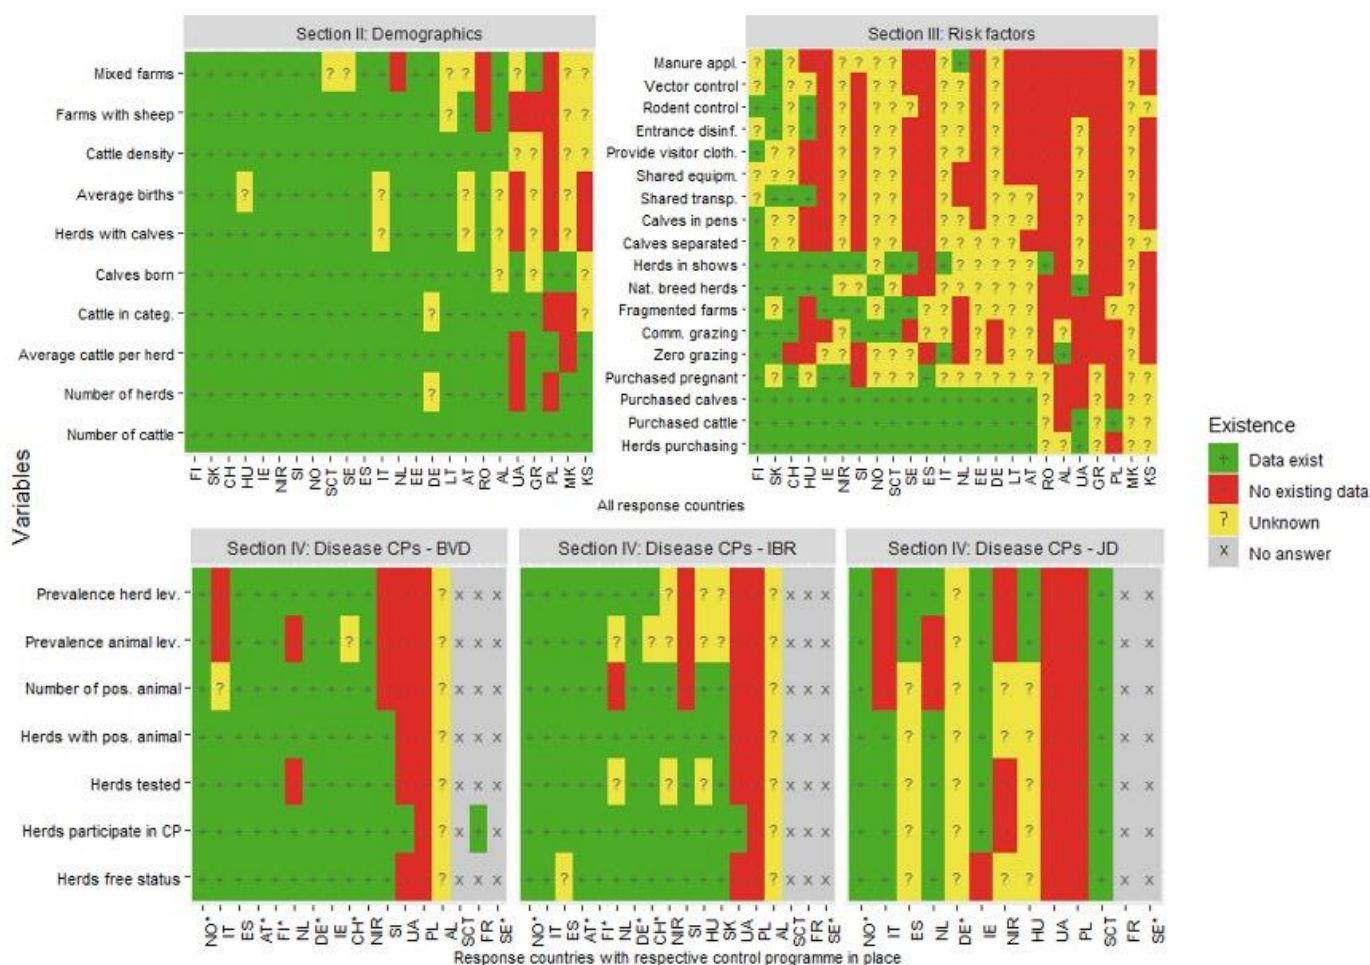 Section II: Demographics
Section III: Risk factors
Mixed farms
Farms with sheep
Cattle density
Average births
Herds with calves
Calves born
Cattle in categ.
Average cattle per herd
Number of herds
Number of cattle
Manure appl.
Vector control
Rodent control
Entrance disinf.
Provide visitor cloth.
Shared equipm.
Shared transp.
Calves in pens
Calves separated
Herds in shows
Nat. breed herds
Fragmented farms
Comm. grazing
Zero grazing
Purchased pregnant
Purchased calves
Purchased cattle
Herds purchasing
FI SK CH HU IE NIR SI NO SCT SE ES IT NL EE DE LT AT RO AL UA GR PL MK KS
FI SK CH HU IE NIR SI NO SCT SE ES IT NL EE DE LT AT RO AL UA GR PL MK KS
All response countries
Variables
Existence
+ Data exist
No existing data
? Unknown
x No answer
Section IV: Disease CPs - BVD
Section IV: Disease CPs - IBR
Section IV: Disease CPs - JD
Prevalence herd lev.
Prevalence animal lev.
Number of pos. animal
Herds with pos. animal
Herds tested
Herds participate in CP
Herds free status
NO* IT ES AT* FI* NL DE* IE CH* NIR SI UA PL AL SCT FR SE*
NO* IT ES AT* FI* NL DE* CH* NIR SI HU SK UA PL AL SCT FR SE*
NO* IT ES NL DE* IE NIR HU UA PL SCT FR SE*
Response countries with respective control programme in place